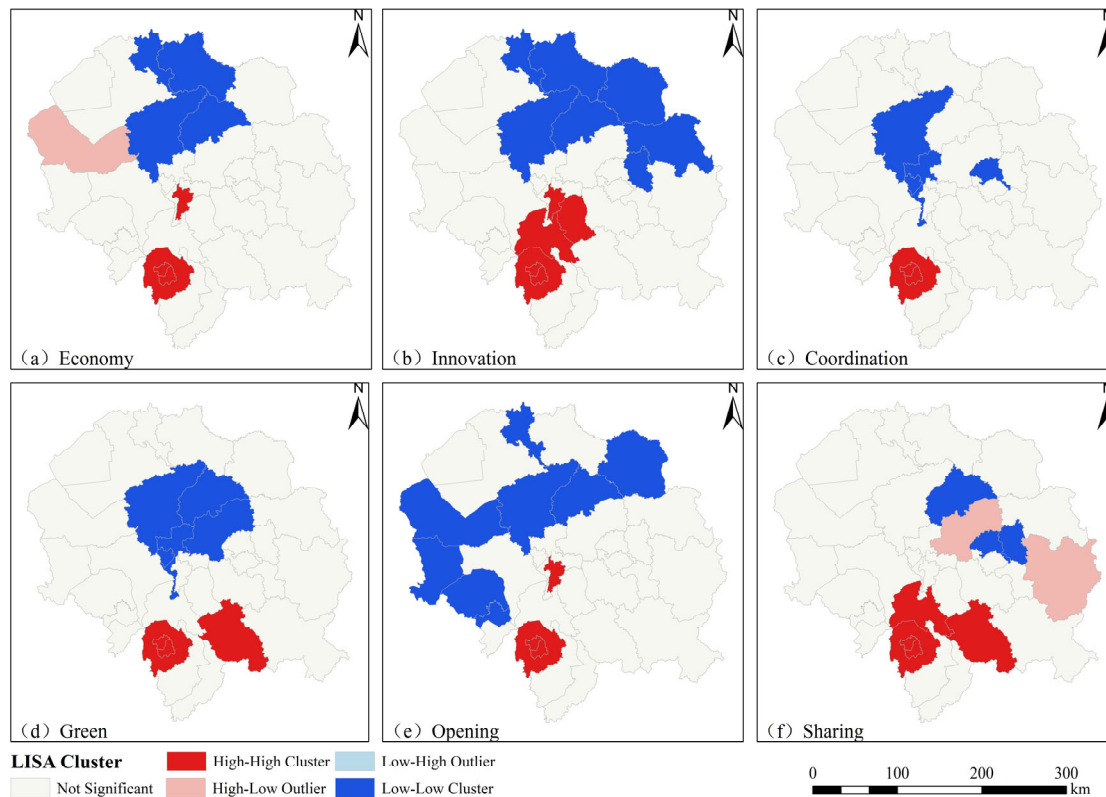 N
N
N
（a）Economy
（b）Innovation
（c）Coordination
N
N
N
（d）Green
（e）Opening
（f）Sharing
LISA Cluster
High-High Cluster
Low-High Outlier
Not Significant
High-Low Outlier
Low-Low Cluster
0 100 200 300
km